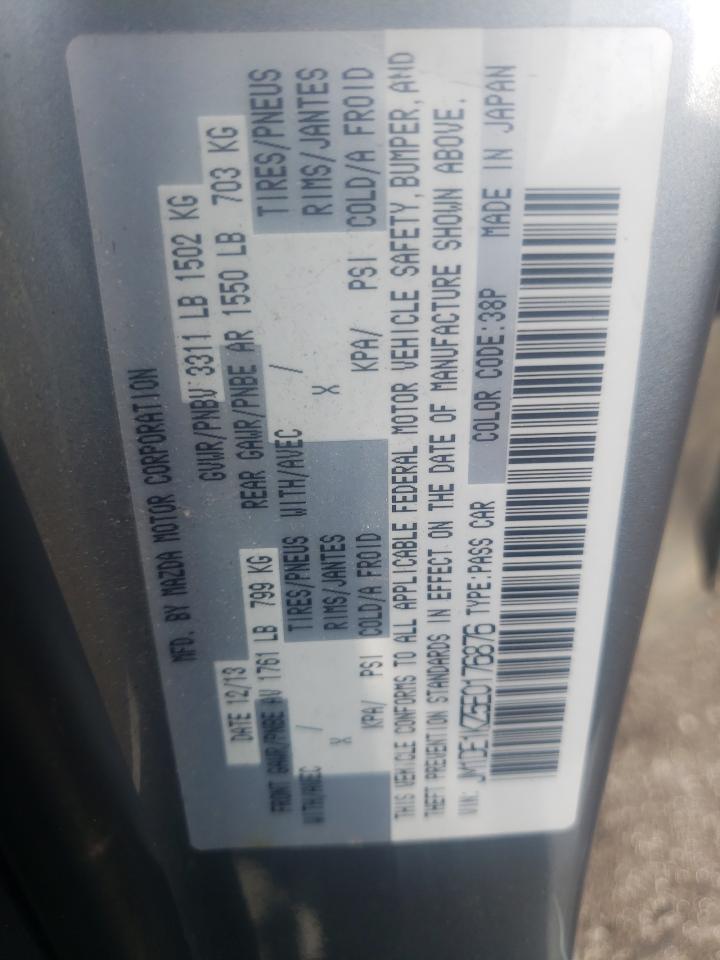 MFD. BY MAZDA MOTOR CORPORATION
DATE 12/13 GVWR/PNBV 3311 LB 1502 KG
FRONT GAWR/PNBE AV 1761 LB 799 KG REAR GAWR/PNBE AR 1550 LB 703 KG
WITH/AVEC TIRES/PNEUS WITH/AVEC TIRES/PNEUS
/ RIMS/JANTES / RIMS/JANTES
X COLD/A FROID X COLD/A FROID
KPA/ PSI KPA/ PSI
THIS VEHICLE CONFORMS TO ALL APPLICABLE FEDERAL MOTOR VEHICLE SAFETY, BUMPER, AND
THEFT PREVENTION STANDARDS IN EFFECT ON THE DATE OF MANUFACTURE SHOWN ABOVE.
VIN: JM1DE1KZ5E0176876 TYPE:PASS CAR COLOR CODE:38P MADE IN JAPAN